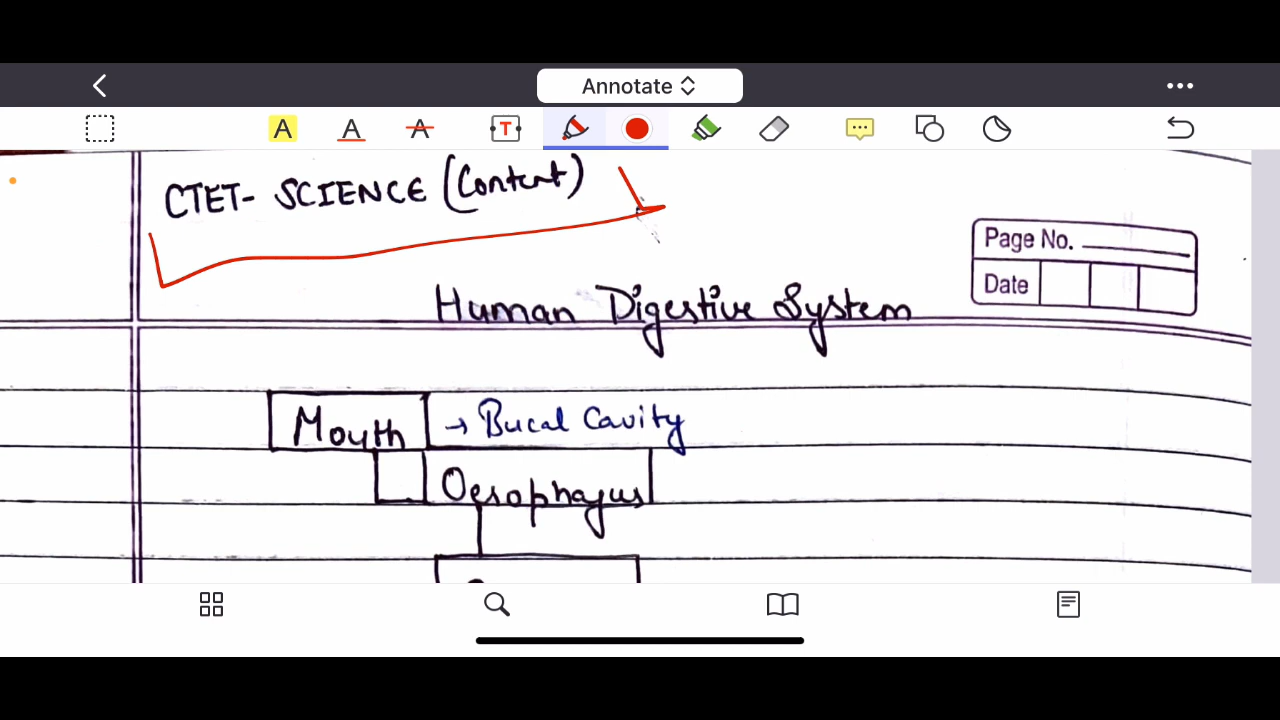 Annotate
A A A T
CTET- SCIENCE (Content)
Page No.
Date
Human Digestive System
Mouth → Bucal Cavity
Oesophagus